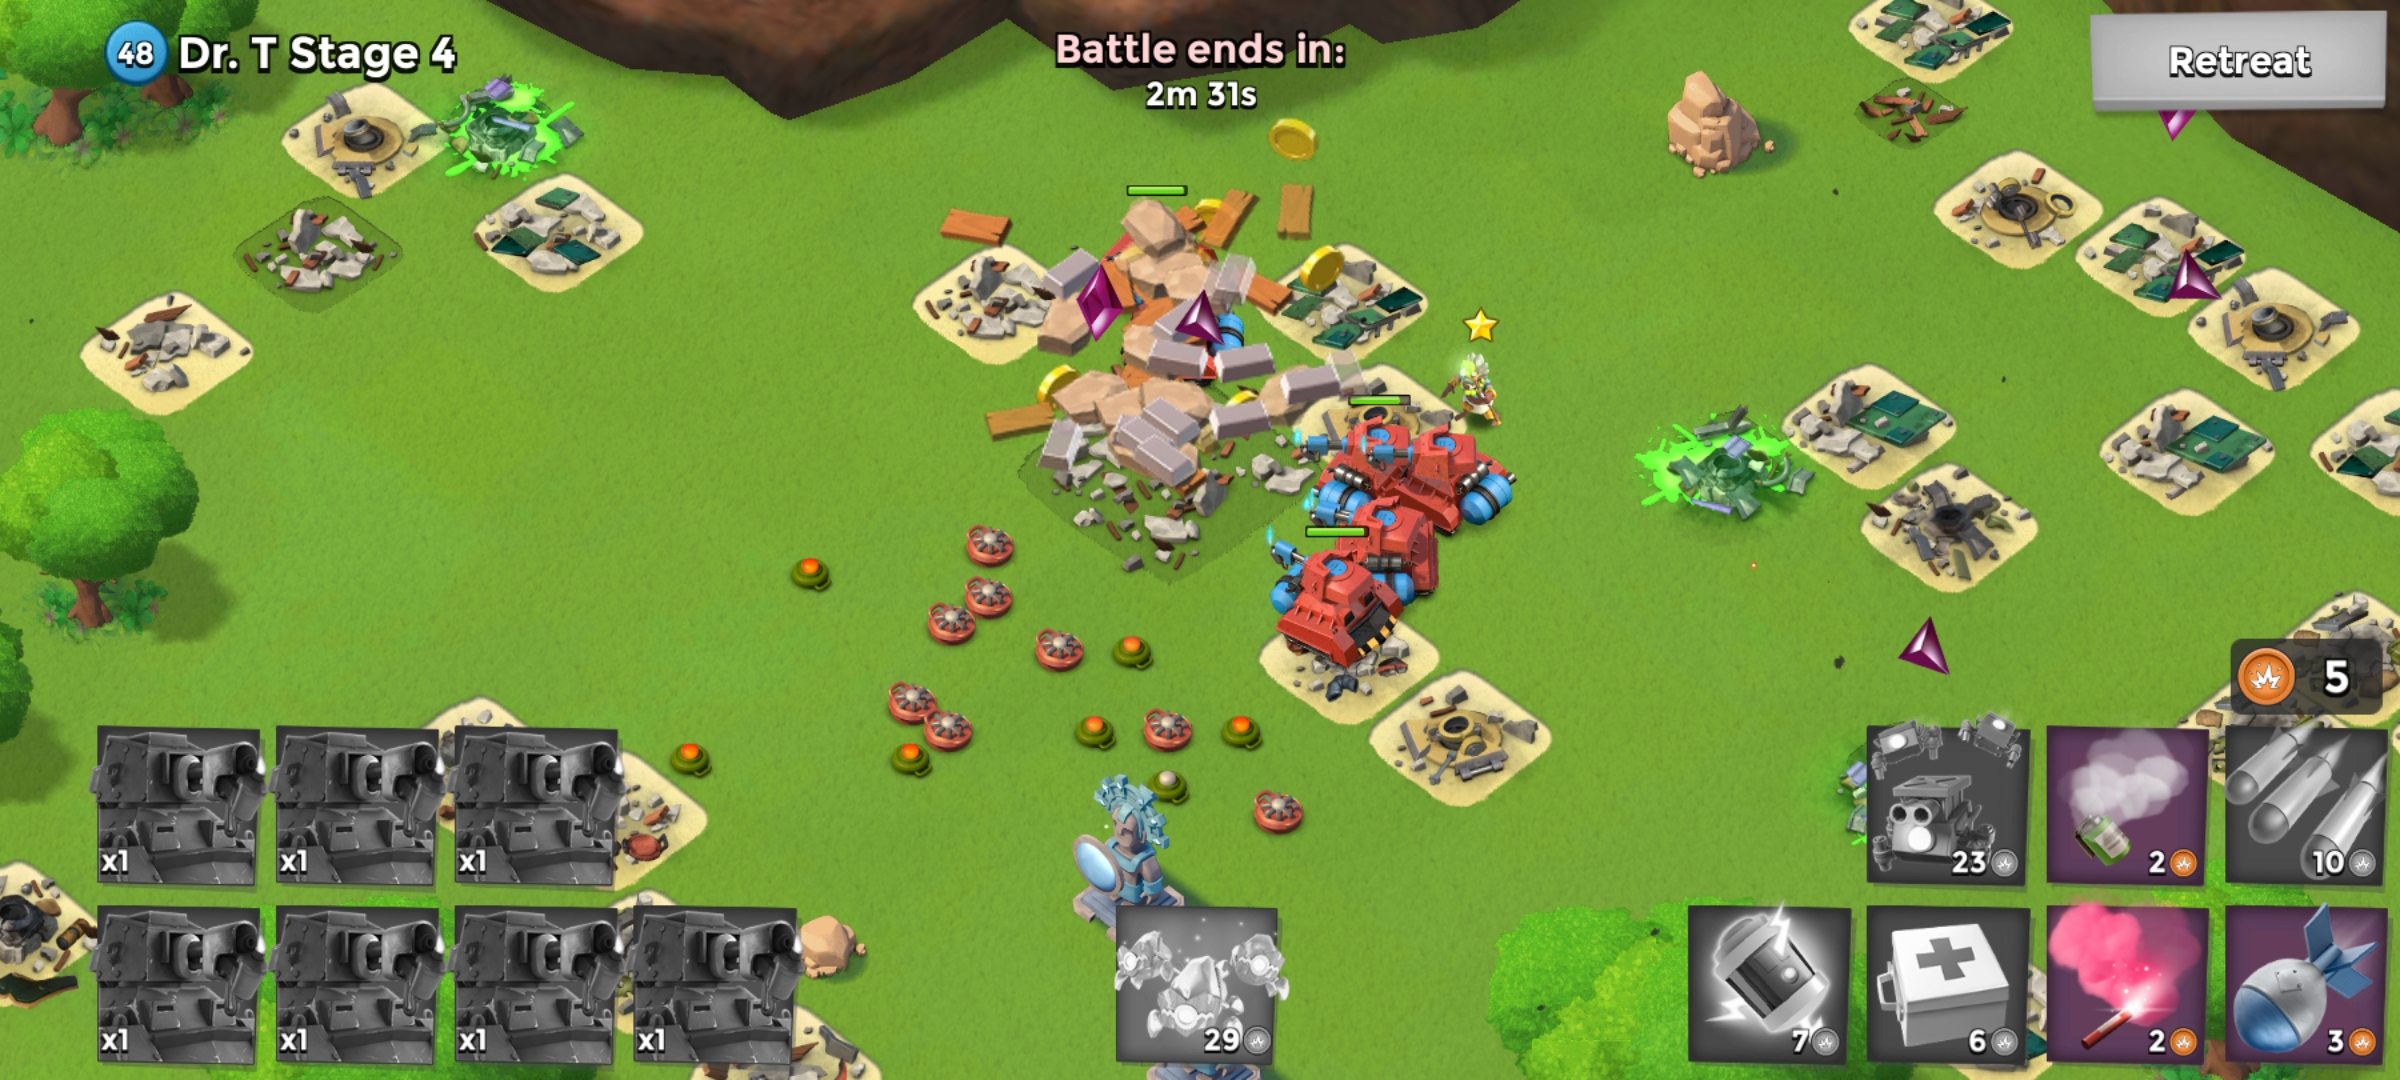 48 Dr. T Stage 4
Battle ends in:
2m 31s
Retreat
5
x1
x1
x1
23
2
10
x1
x1
x1
x1
29
7
6
2
3